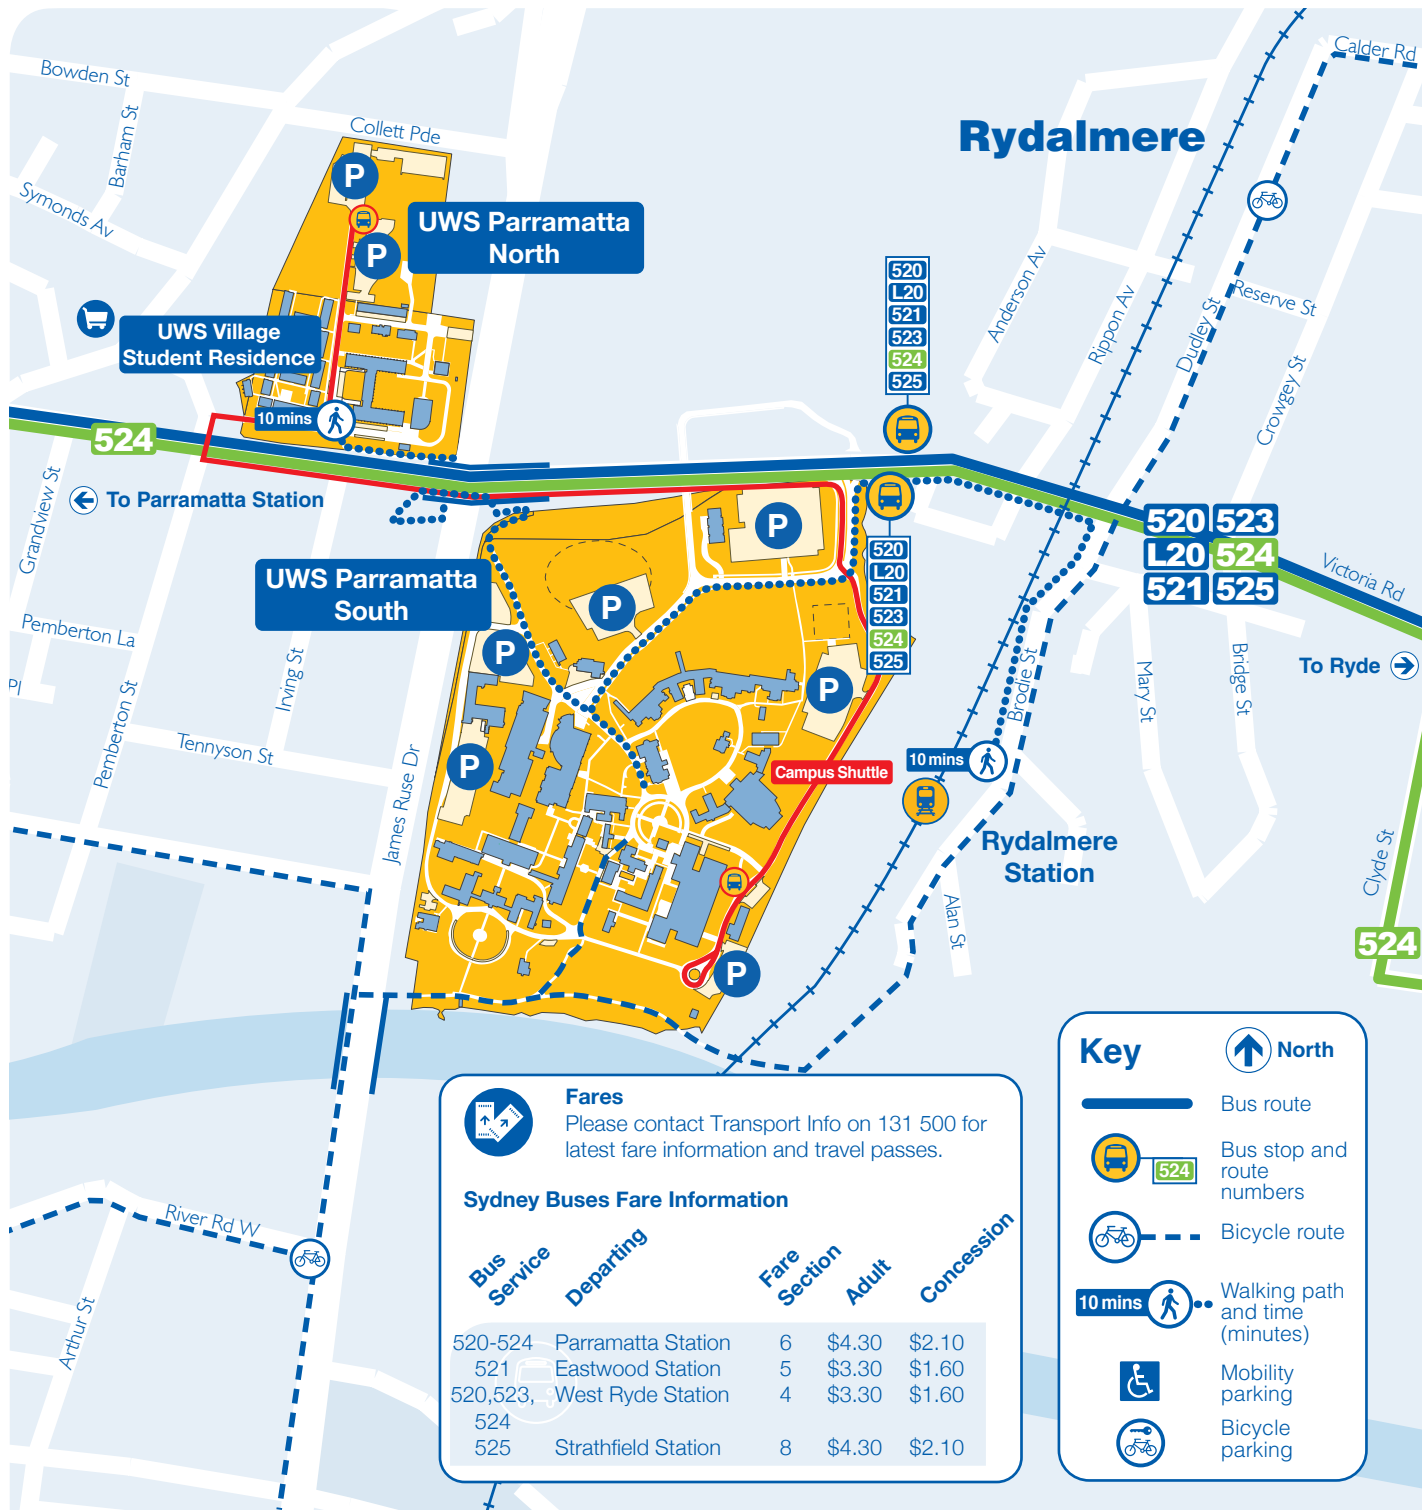 Bowden St
Barham St
Collett Pde
Symonds Av
Calder Rd
Rydalmere
P
UWS Parramatta
North
P
UWS Village
Student Residence
10 mins
520
L20
521
523
524
525
Anderson Av
Rippon Av
Dudley St
Reserve St
Crowgey St
524
To Parramatta Station
Grandview St
UWS Parramatta
South
P
P
P
P
P
520
L20
521
523
524
525
520 523
L20 524
521 525
Victoria Rd
To Ryde
Pemberton La
Pl
Pemberton St
Irving St
Tennyson St
James Ruse Dr
Brodie St
Mary St
Bridge St
Campus Shuttle
10 mins
Rydalmere
Station
Alan St
Clyde St
524
P
River Rd W
Arthur St
Fares
Please contact Transport Info on 131 500 for
latest fare information and travel passes.
Sydney Buses Fare Information
Bus Service Departing Fare Section Adult Concession
520-524 Parramatta Station 6 $4.30 $2.10
521 Eastwood Station 5 $3.30 $1.60
520,523, West Ryde Station 4 $3.30 $1.60
524
525 Strathfield Station 8 $4.30 $2.10
Key
North
Bus route
524
Bus stop and
route
numbers
Bicycle route
10 mins
Walking path
and time
(minutes)
Mobility
parking
Bicycle
parking